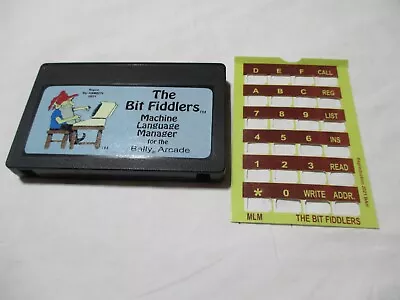 The
Bit Fiddlers TM
Machine
Language
Manager
for the
Bally Arcade
D E F CALL
A B C REG
7 8 9 LIST
4 5 6 INS
1 2 3 READ
* 0 WRITE ADDR.
MLM THE BIT FIDDLERS